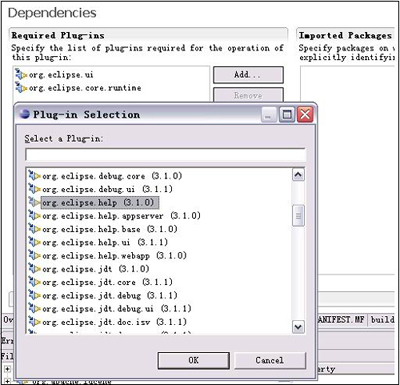 Dependencies
Required Plug-ins
Specify the list of plug-ins required for the operation of
this plug-in:
org.eclipse.ui
org.eclipse.core.runtime
Add...
Remove
Imported Packages
Specify packages on
explicitly
Plug-in Selection
Select a Plug-in:
org.eclipse.debug.core (3.1.0)
org.eclipse.debug.ui (3.1.1)
org.eclipse.help (3.1.0)
org.eclipse.help.appserver (3.1.0)
org.eclipse.help.base (3.1.0)
org.eclipse.help.ui (3.1.1)
org.eclipse.help.webapp (3.1.0)
org.eclipse.jdt (3.1.0)
org.eclipse.jdt.core (3.1.1)
org.eclipse.jdt.debug (3.1.1)
org.eclipse.jdt.debug.ui (3.1.1)
org.eclipse.jdt.doc.isv (3.1.1)
OK
Cancel
ANIFEST.MF
build
org.apache.lucene